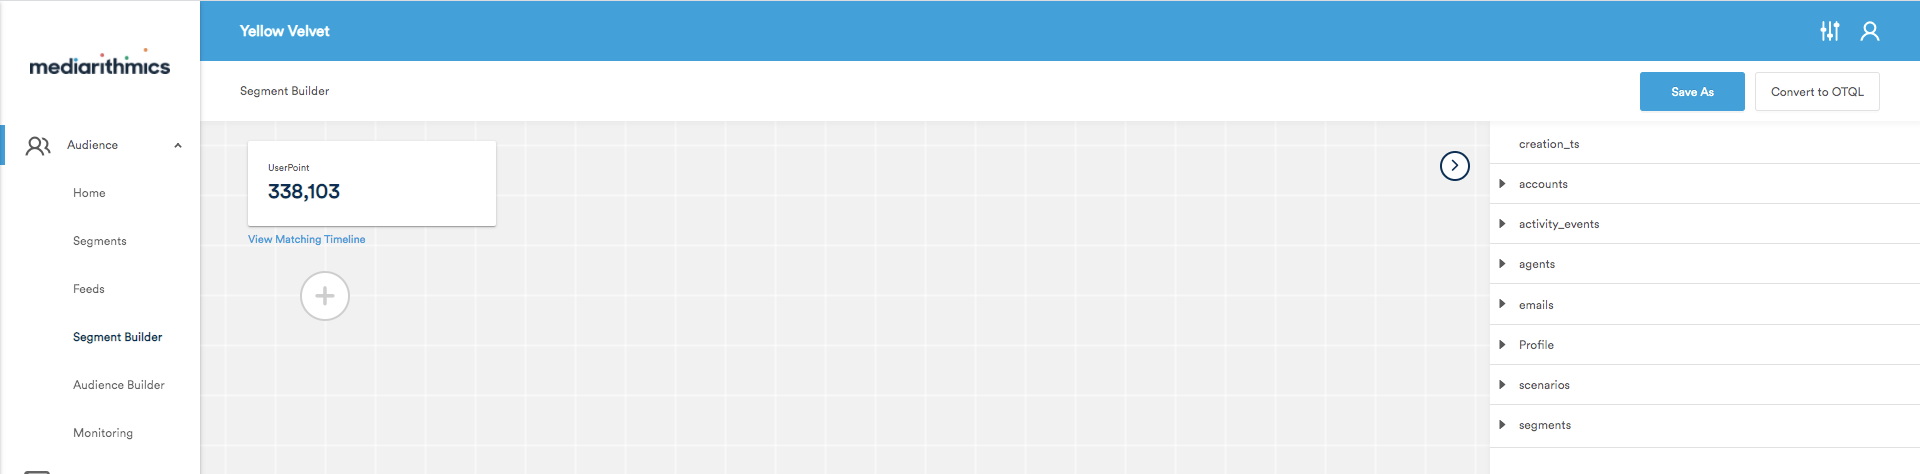 mediarithmics
Audience
Home
Segments
Feeds
Segment Builder
Audience Builder
Monitoring
Yellow Velvet
Segment Builder
Save As
Convert to OTQL
UserPoint
338,103
View Matching Timeline
creation_ts
accounts
activity_events
agents
emails
Profile
scenarios
segments